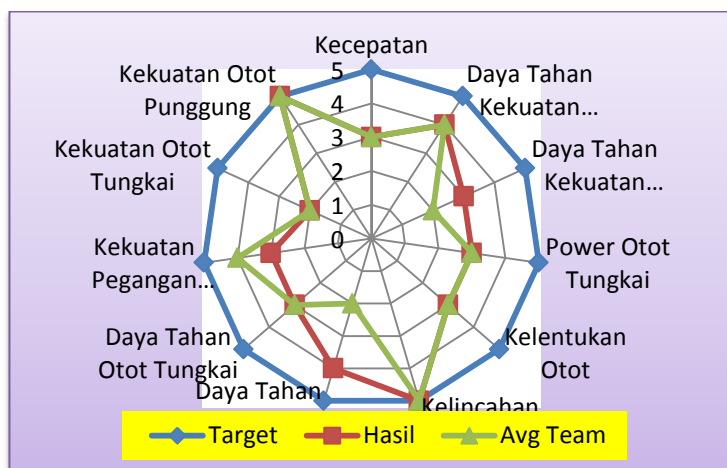 Kecepatan
Daya Tahan
Kekuatan...
Daya Tahan
Kekuatan...
Power Otot
Tungkai
Kelentukan
Otot
Kelincahan
Daya Tahan
Daya Tahan
Otot Tungkai
Kekuatan
Pegangan...
Kekuatan Otot
Tungkai
Kekuatan Otot
Punggung
5
4
3
2
1
0
Target
Hasil
Avg Team